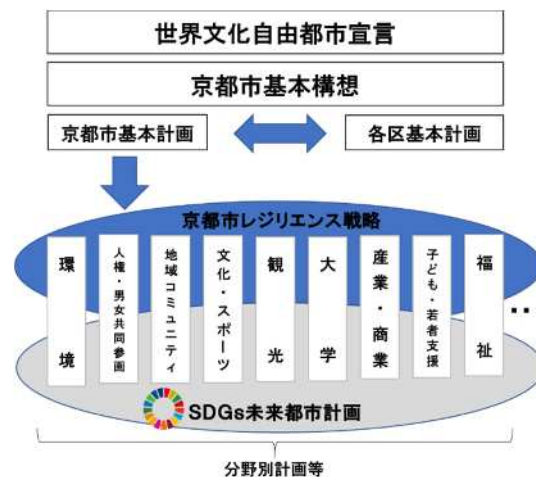 世界文化自由都市宣言
京都市基本構想
京都市基本計画
各区基本計画
京都市レジリエンス戦略
環境
人権・男女共同参画
地域コミュニティ
文化・スポーツ
観光
大学
産業・商業
子ども・若者支援
福祉
・・
SDGs未来都市計画
分野別計画等